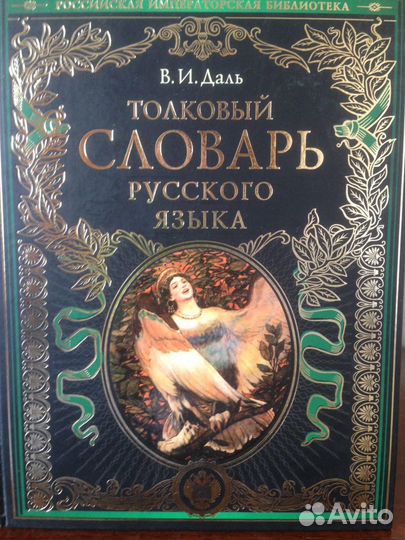 РОССИЙСКАЯ ИМПЕРАТОРСКАЯ БИБЛИОТЕКА
В. И. ДАЛЬ
ТОЛКОВЫЙ
СЛОВАРЬ
РУССКОГО
ЯЗЫКА
Avito